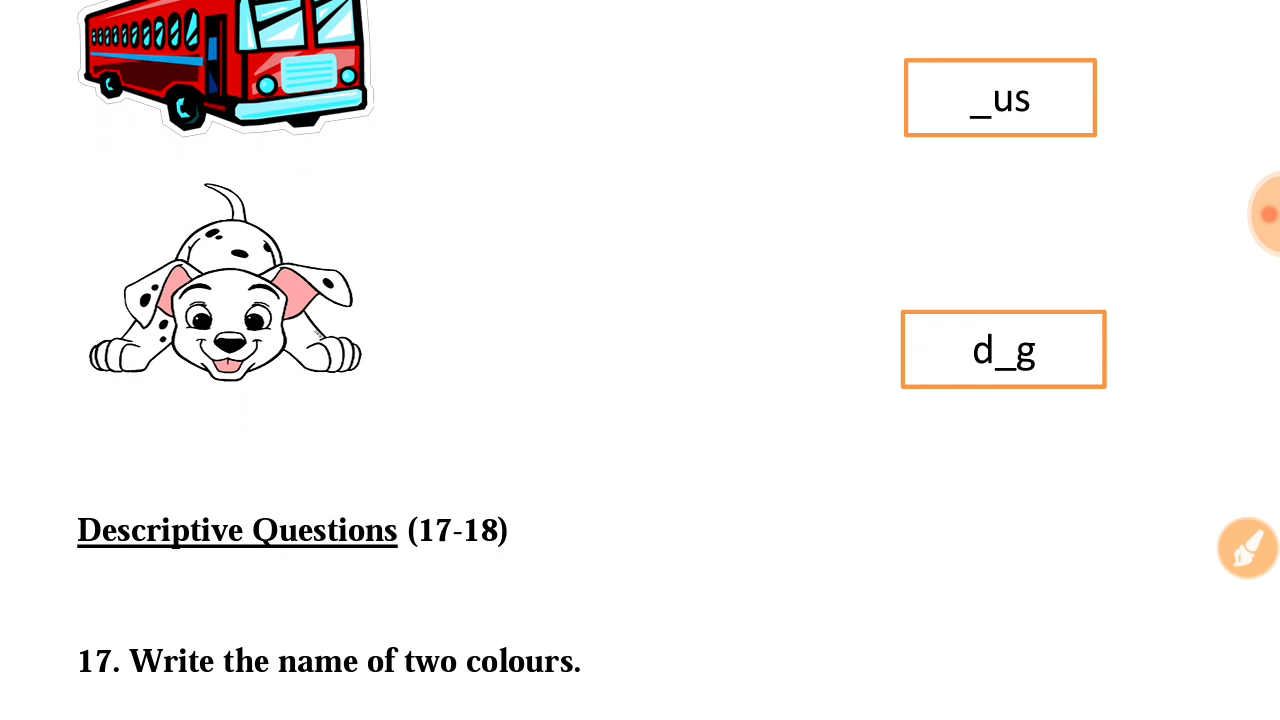 _us
d_g
Descriptive Questions (17-18)
17. Write the name of two colours.